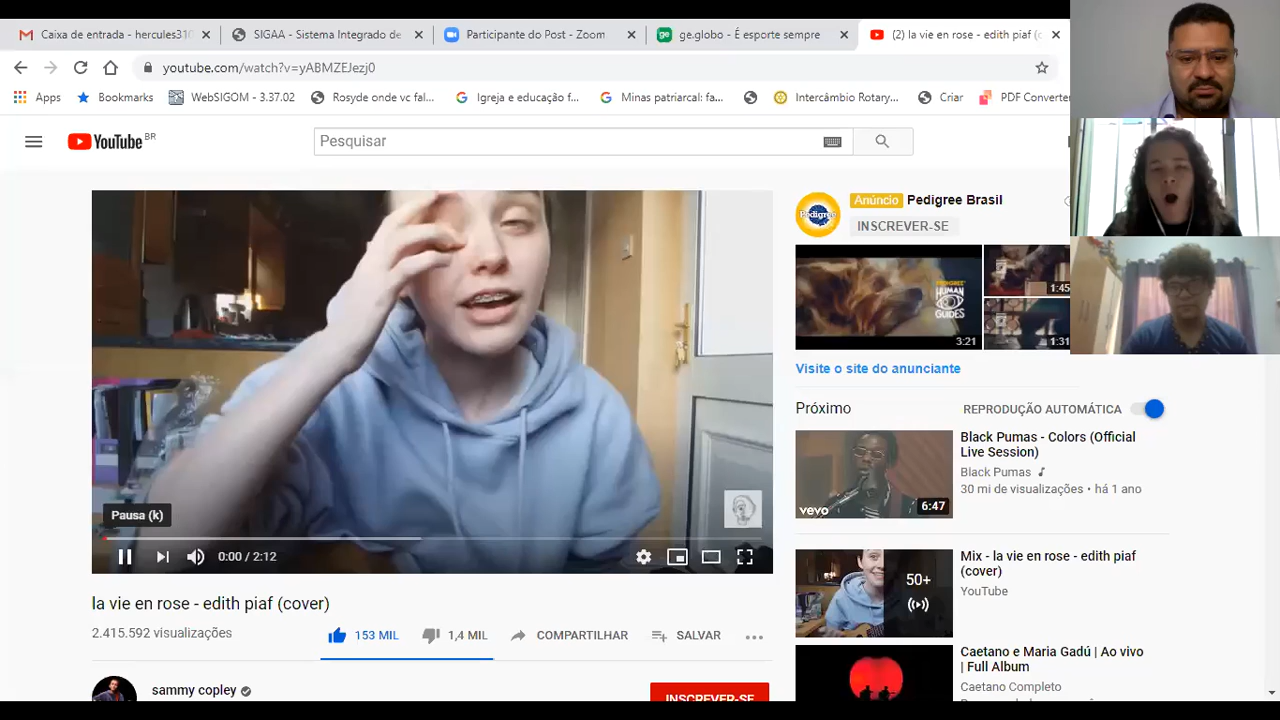 Caixa de entrada - hercules310
SIGAA - Sistema Integrado de
Participante do Post - Zoom
ge.globo - É esporte sempre
(2) la vie en rose - edith piaf (c
youtube.com/watch?v=yABMZEJezj0
Apps
Bookmarks
WebSIGOM - 3.37.02
Rosyde onde vc fal...
Igreja e educação f...
Minas patriarcal: fa...
Intercâmbio Rotary...
Criar
PDF Converter
YouTube BR
Pesquisar
Anúncio Pedigree Brasil
INSCREVER-SE
Pedigree
PEDIGREE
HUMAN
GUIDES
3:21
1:45
1:31
Visite o site do anunciante
Próximo
REPRODUÇÃO AUTOMÁTICA
Black Pumas - Colors (Official
Live Session)
Black Pumas
30 mi de visualizações • há 1 ano
vevo
6:47
Pausa (k)
0:00 / 2:12
Mix - la vie en rose - edith piaf
(cover)
YouTube
50+
la vie en rose - edith piaf (cover)
2.415.592 visualizações
153 MIL
1,4 MIL
COMPARTILHAR
SALVAR
Caetano e Maria Gadú | Ao vivo
| Full Album
Caetano Completo
sammy copley
INSCREVER-SE